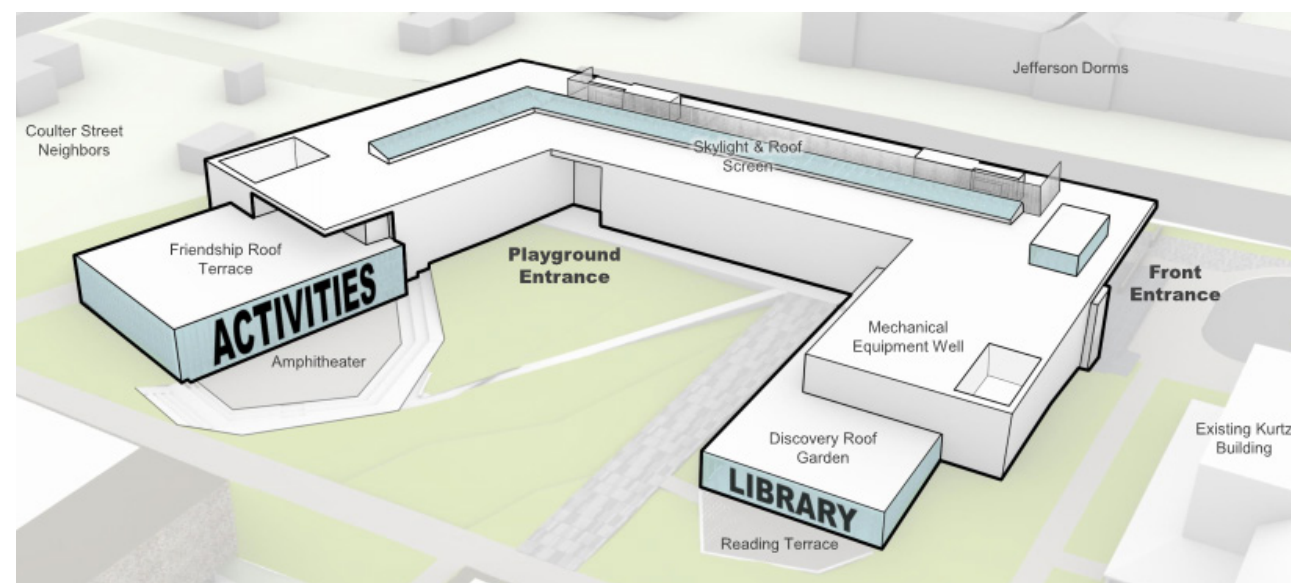 Jefferson Dorms
Coulter Street
Neighbors
Skylight & Roof
Screen
Friendship Roof
Terrace
Playground
Entrance
Front
Entrance
ACTIVITIES
Mechanical
Equipment Well
Amphitheater
Existing Kurtz
Building
Discovery Roof
Garden
LIBRARY
Reading Terrace